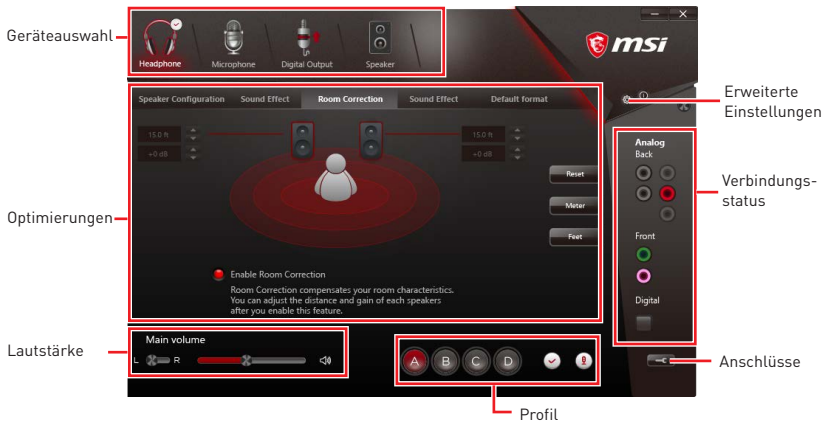 Geräteauswahl
Headphone
Microphone
Digital Output
Speaker
msi
Speaker Configuration
Sound Effect
Room Correction
Sound Effect
Default format
Erweiterte
Einstellungen
15.0 ft
+0 dB
15.0 ft
+0 dB
Reset
Meter
Feet
Analog
Back
Front
Digital
Verbindungs-
status
Optimierungen
Enable Room Correction
Room Correction compensates your room characteristics.
You can adjust the distance and gain of each speakers
after you enable this feature.
Lautstärke
Main volume
L
R
A
B
C
D
Anschlüsse
Profil